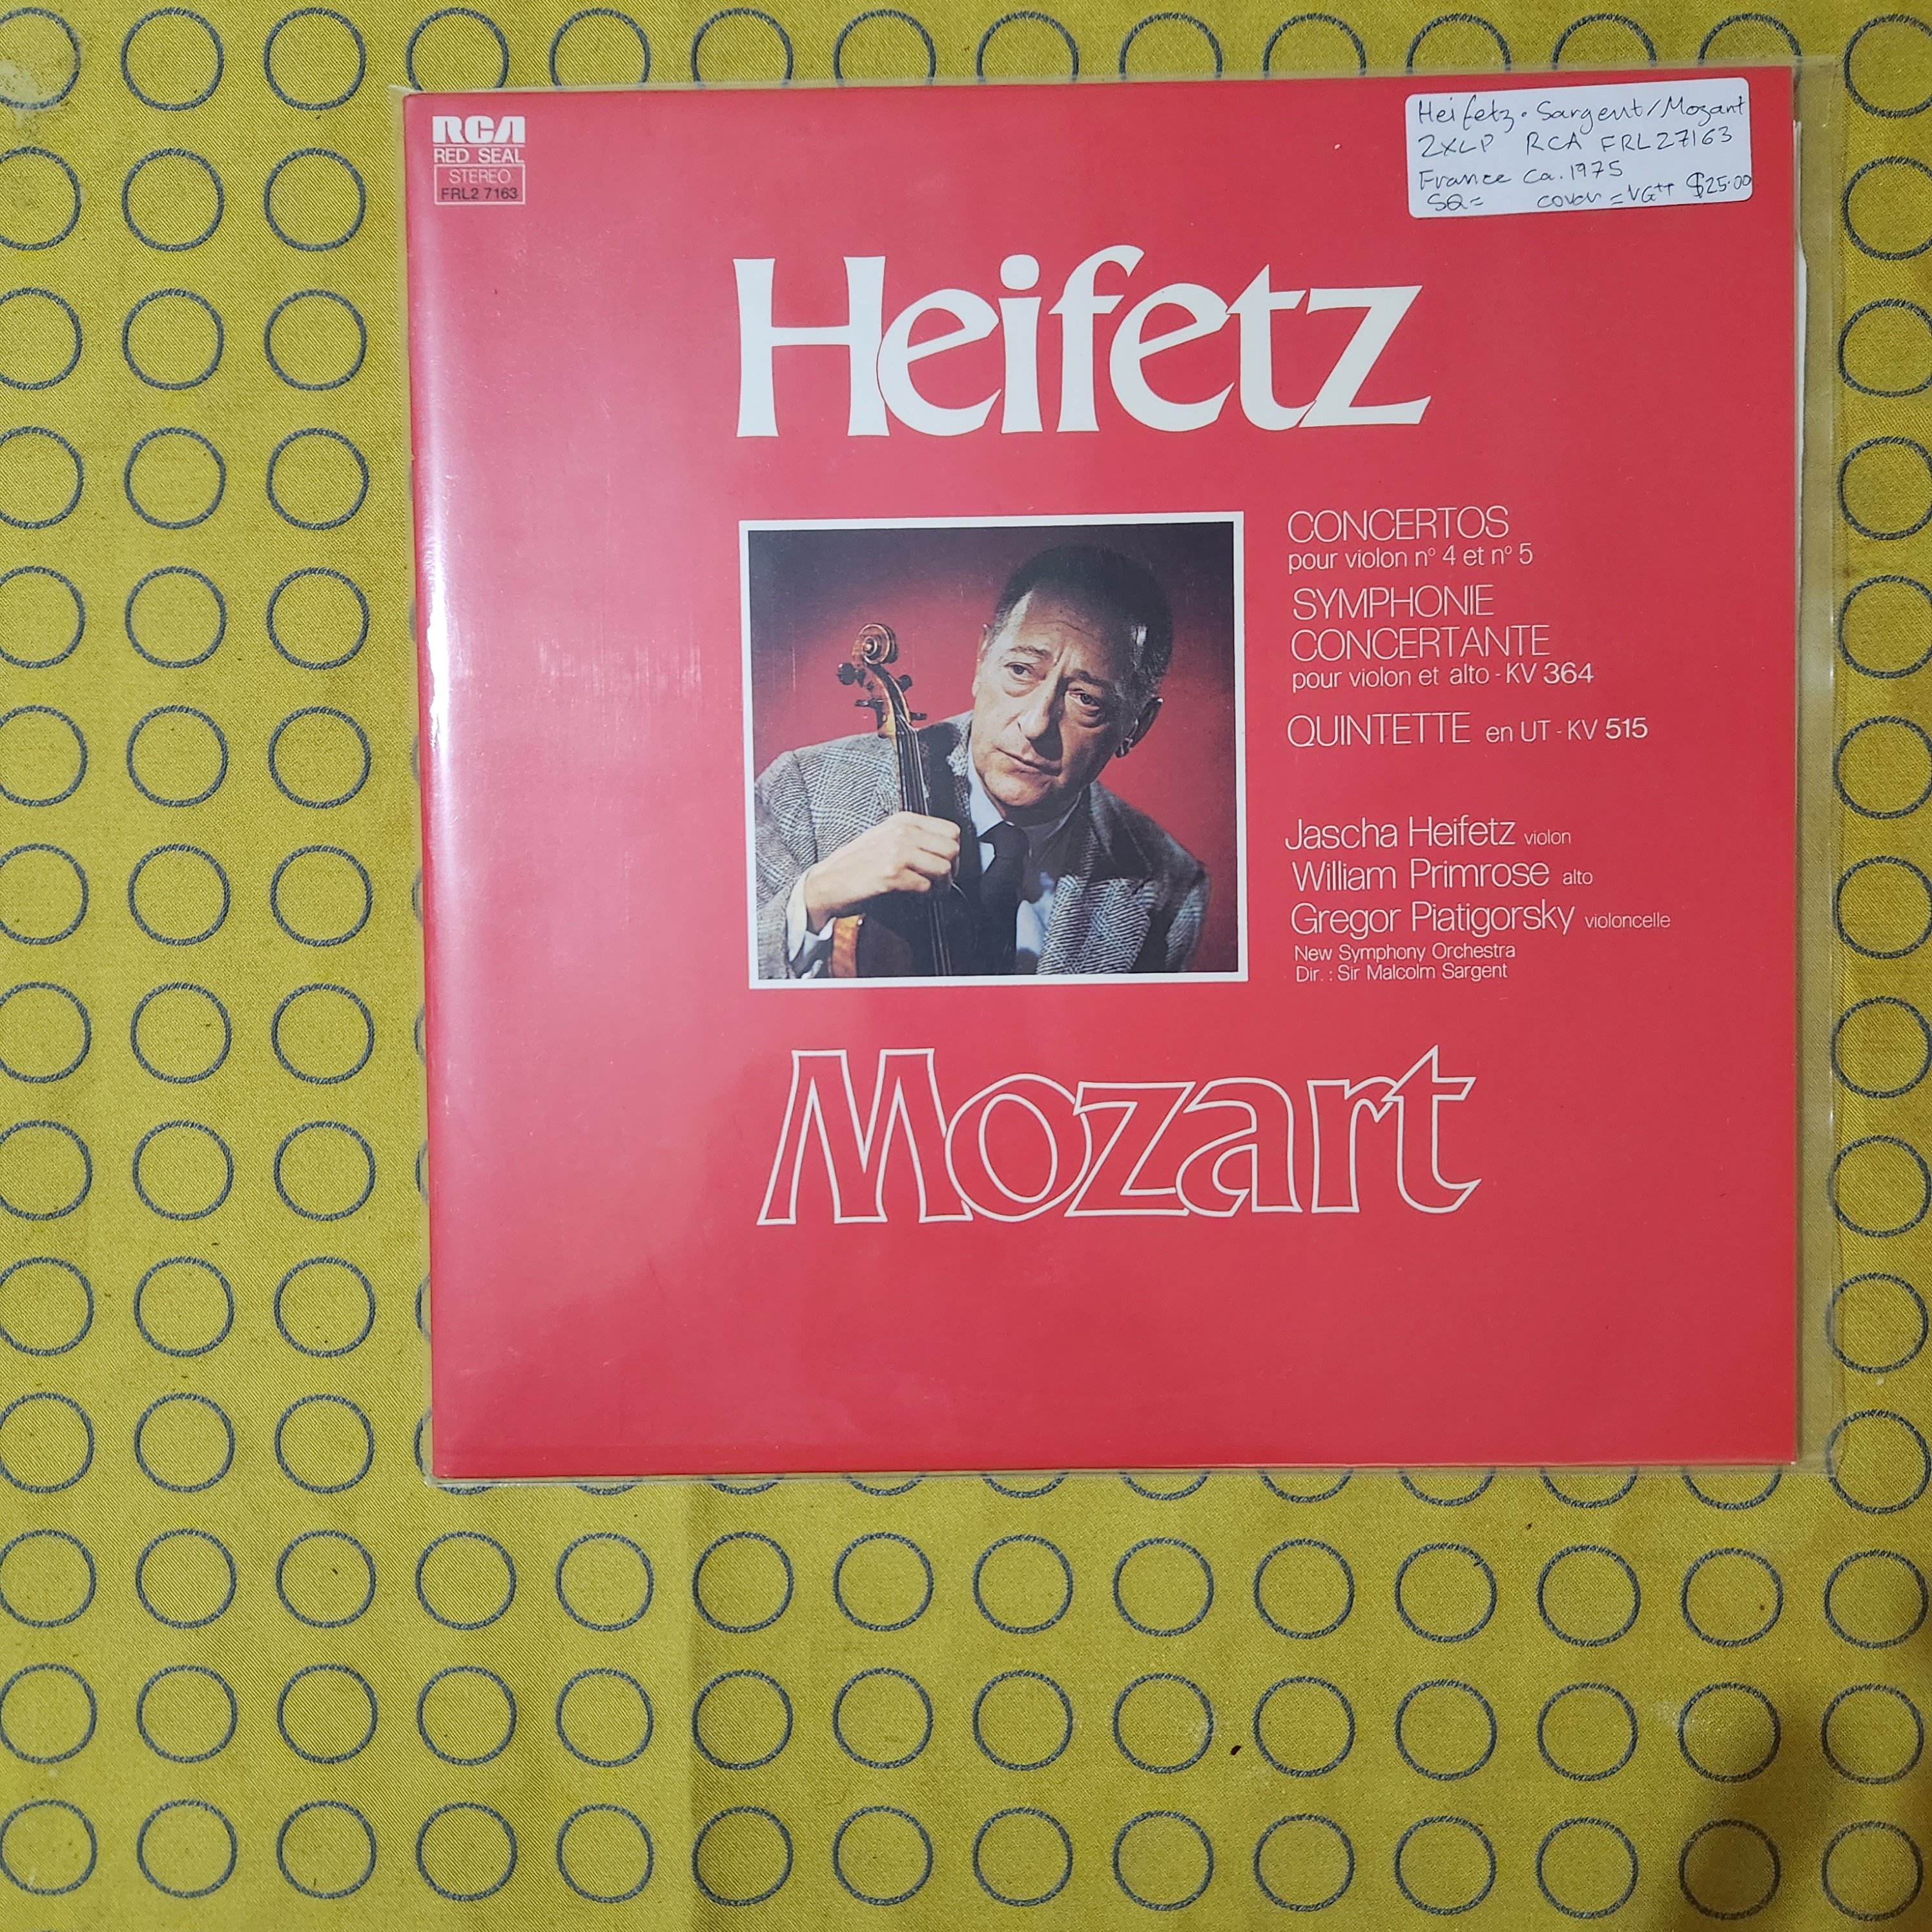 RCA
RED SEAL
STEREO
FRL2 7163
Heifetz · Sargent/Mozart
2XLP RCA FRL27163
France ca. 1975
SQ= cover = VG++ $25.00
Heifetz
CONCERTOS
pour violon nº 4 et nº 5
SYMPHONIE
CONCERTANTE
pour violon et alto - KV 364
QUINTETTE en UT - KV 515
Jascha Heifetz violon
William Primrose alto
Gregor Piatigorsky violoncelle
New Symphony Orchestra
Dir. : Sir Malcolm Sargent
Mozart